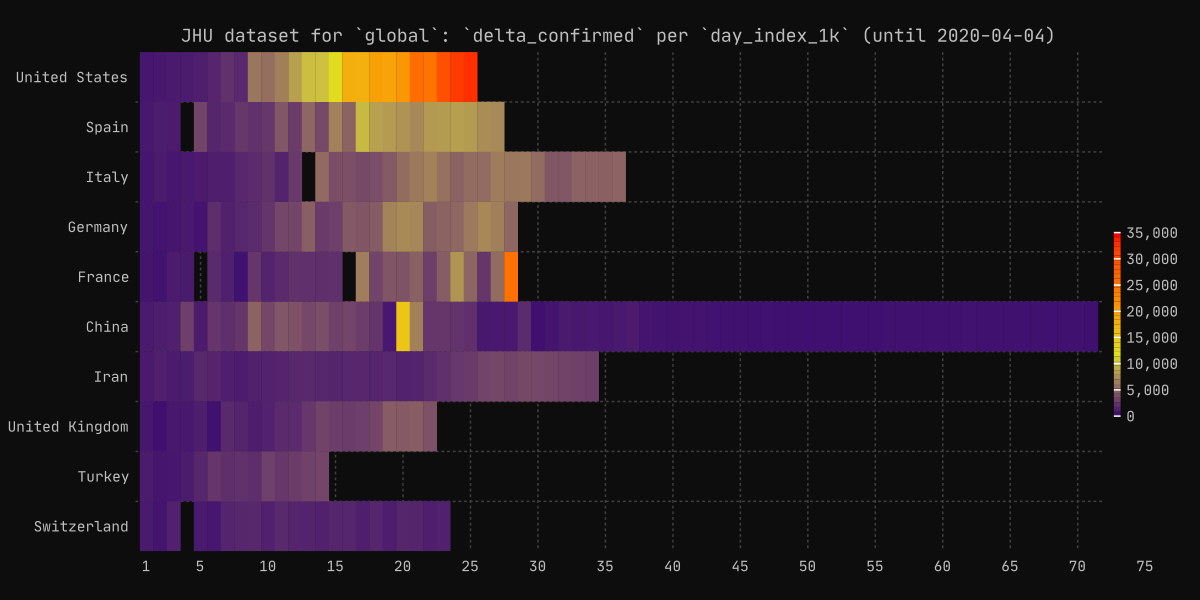 JHU dataset for `global`: `delta_confirmed` per `day_index_1k` (until 2020-04-04)
United States
Spain
Italy
Germany
France
China
Iran
United Kingdom
Turkey
Switzerland
35,000
30,000
25,000
20,000
15,000
10,000
5,000
0
1 5 10 15 20 25 30 35 40 45 50 55 60 65 70 75